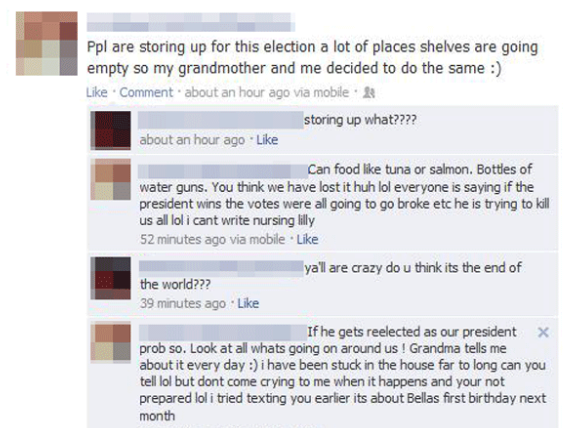 Ppl are storing up for this election a lot of places shelves are going
empty so my grandmother and me decided to do the same :)
Like · Comment · about an hour ago via mobile ·
storing up what????
about an hour ago · Like
Can food like tuna or salmon. Bottles of
water guns. You think we have lost it huh lol everyone is saying if the
president wins the votes were all going to go broke etc he is trying to kill
us all lol i cant write nursing lilly
52 minutes ago via mobile · Like
ya'll are crazy do u think its the end of
the world???
39 minutes ago · Like
If he gets reelected as our president
prob so. Look at all whats going on around us ! Grandma tells me
about it every day :) i have been stuck in the house far to long can you
tell lol but dont come crying to me when it happens and your not
prepared lol i tried texting you earlier its about Bellas first birthday next
month